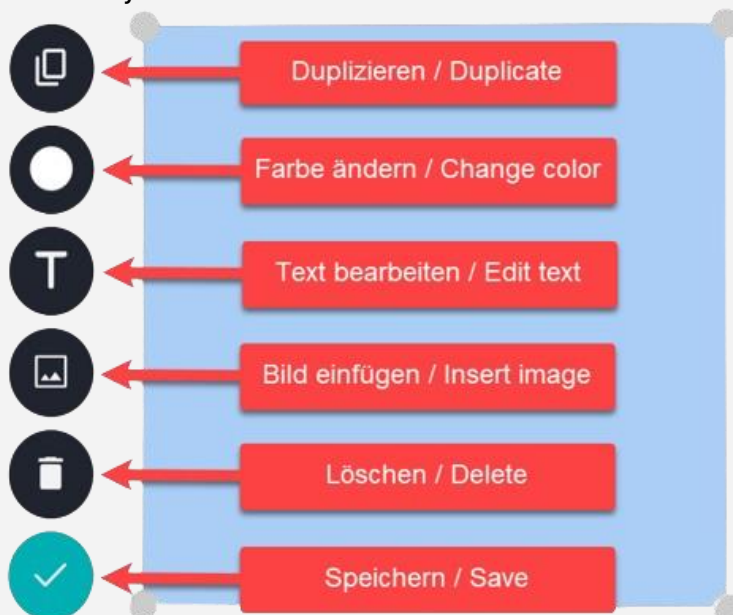 Duplizieren / Duplicate
Farbe ändern / Change color
Text bearbeiten / Edit text
Bild einfügen / Insert image
Löschen / Delete
Speichern / Save